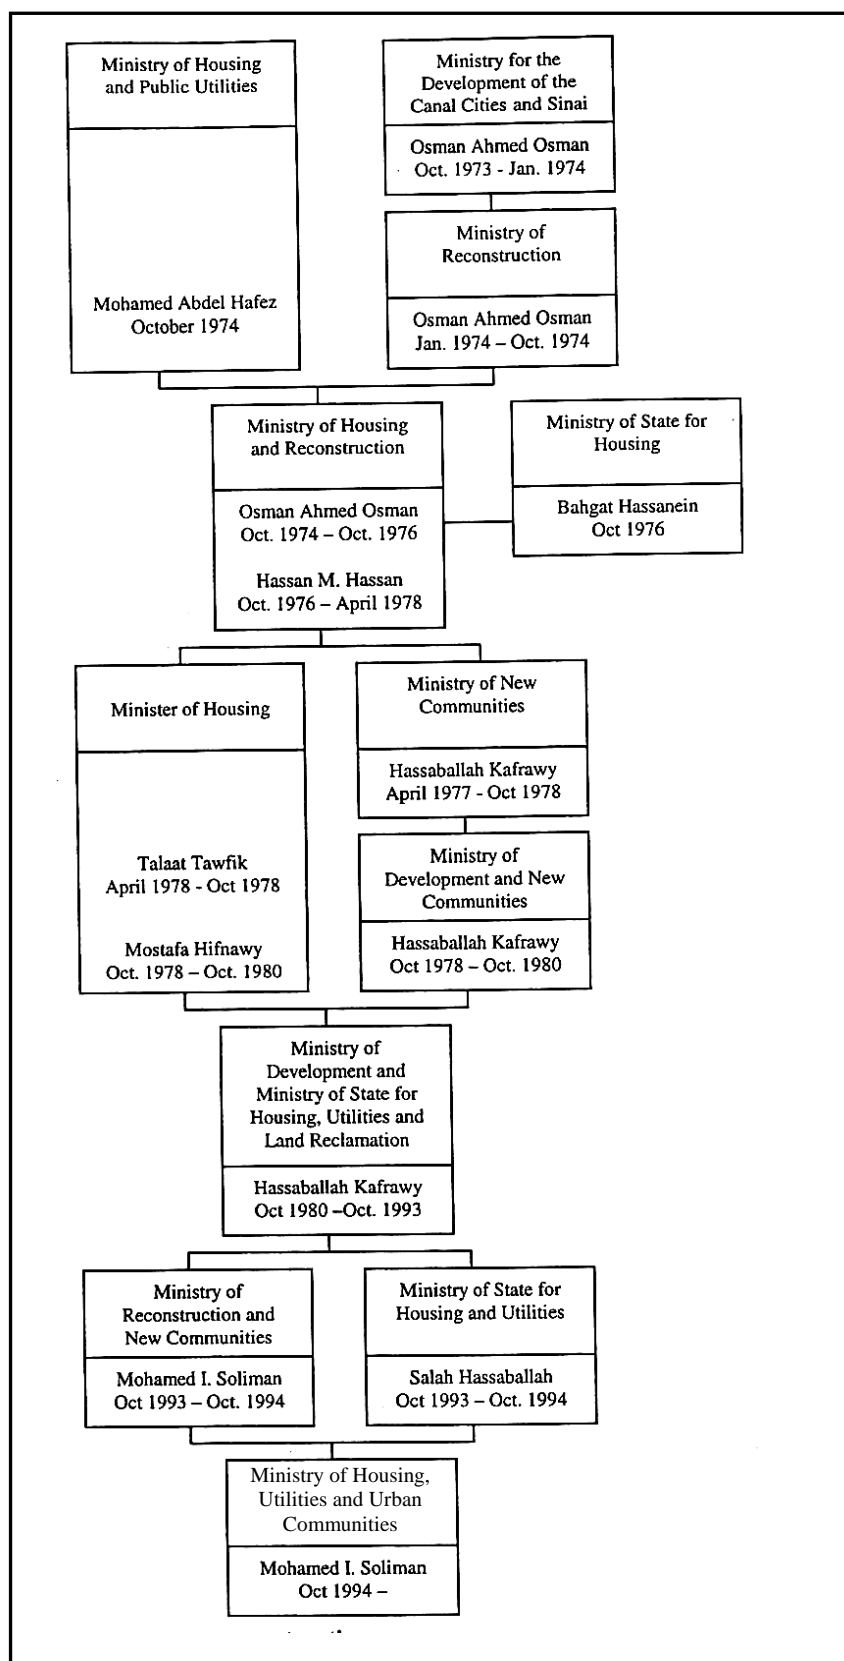 Ministry of Housing
and Public Utilities
Mohamed Abdel Hafez
October 1974
Ministry for the
Development of the
Canal Cities and Sinai
Osman Ahmed Osman
Oct. 1973 - Jan. 1974
Ministry of
Reconstruction
Osman Ahmed Osman
Jan. 1974 – Oct. 1974
Ministry of Housing
and Reconstruction
Osman Ahmed Osman
Oct. 1974 – Oct. 1976
Hassan M. Hassan
Oct. 1976 – April 1978
Ministry of State for
Housing
Bahgat Hassanein
Oct 1976
Minister of Housing
Talaat Tawfik
April 1978 - Oct 1978
Mostafa Hifnawy
Oct. 1978 – Oct. 1980
Ministry of New
Communities
Hassaballah Kafrawy
April 1977 - Oct 1978
Ministry of
Development and New
Communities
Hassaballah Kafrawy
Oct 1978 – Oct. 1980
Ministry of
Development and
Ministry of State for
Housing, Utilities and
Land Reclamation
Hassaballah Kafrawy
Oct 1980 –Oct. 1993
Ministry of
Reconstruction and
New Communities
Mohamed I. Soliman
Oct 1993 – Oct. 1994
Ministry of State for
Housing and Utilities
Salah Hassaballah
Oct 1993 – Oct. 1994
Ministry of Housing,
Utilities and Urban
Communities
Mohamed I. Soliman
Oct 1994 –